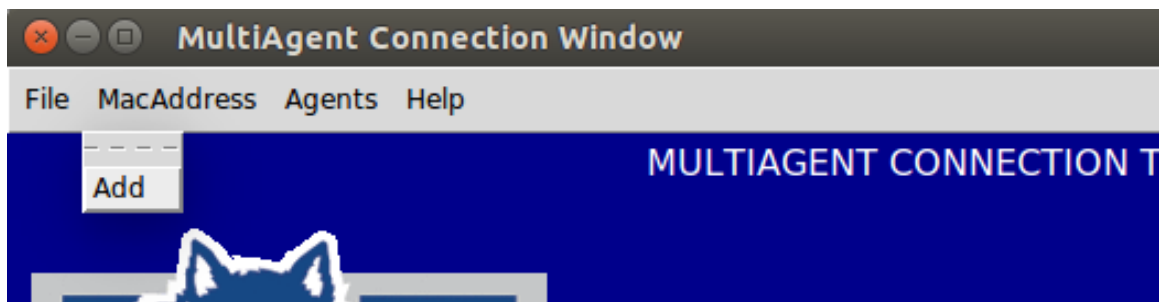 MultiAgent Connection Window
File MacAddress Agents Help
MULTIAGENT CONNECTION T
Add